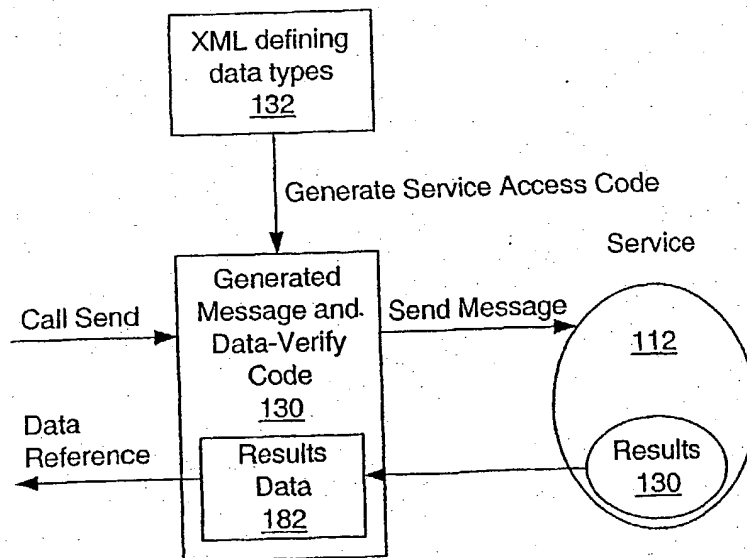 XML defining
data types
132
Generate Service Access Code
Service
Generated
Message and
Data-Verify
Code
130
Call Send
Send Message
112
Data
Reference
Results
Data
182
Results
130